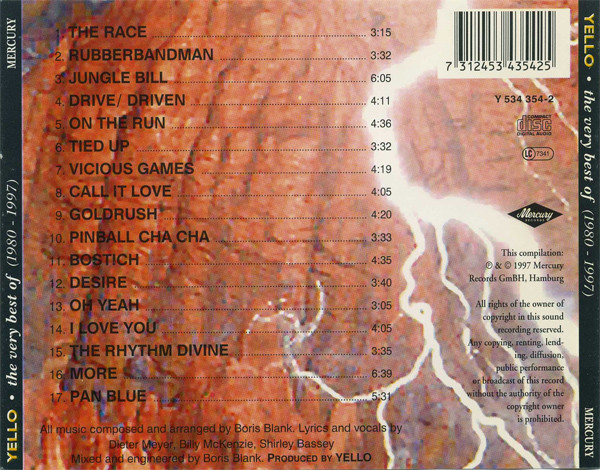 MERCURY
YELLO • the very best of (1980 - 1997)
1. THE RACE 3:15
2. RUBBERBANDMAN 3:32
3. JUNGLE BILL 6:05
4. DRIVE/ DRIVEN 4:11
5. ON THE RUN 4:36
6. TIED UP 3:32
7. VICIOUS GAMES 4:19
8. CALL IT LOVE 4:05
9. GOLDRUSH 4:20
10. PINBALL CHA CHA 3:33
11. BOSTICH 4:35
12. DESIRE 3:40
13. OH YEAH 3:05
14. I LOVE YOU 4:05
15. THE RHYTHM DIVINE 3:35
16. MORE 6:39
17. PAN BLUE 5:31
All music composed and arranged by Boris Blank. Lyrics and vocals by
Dieter Meyer, Billy McKenzie, Shirley Bassey
Mixed and engineered by Boris Blank. PRODUCED BY YELLO
7 312453 435425
Y 534 354-2
COMPACT
disc
DIGITAL AUDIO
LC 7341
Mercury
RECORDS
This compilation:
℗ & © 1997 Mercury
Records GmBH, Hamburg
All rights of the owner of
copyright in this sound
recording reserved.
Any copying, renting, lend-
ing, diffusion,
public performance
or broadcast of this record
without the authority of the
copyright owner
is prohibited.
YELLO • the very best of (1980 - 1997)
MERCURY